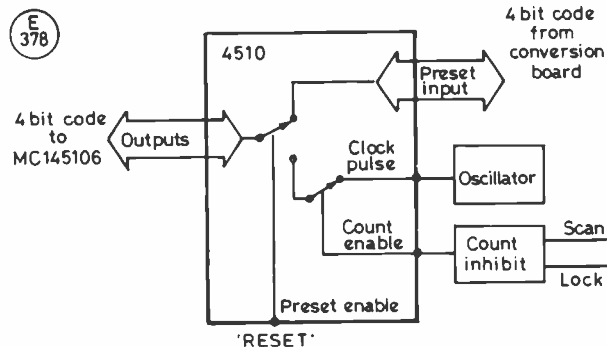 E
378
4 bit code
from
conversion
board
4510
Preset
input
4 bit code
to
MC145106
Outputs
Clock
pulse
Oscillator
Count
enable
Count
inhibit
Scan
Lock
Preset enable
'RESET'